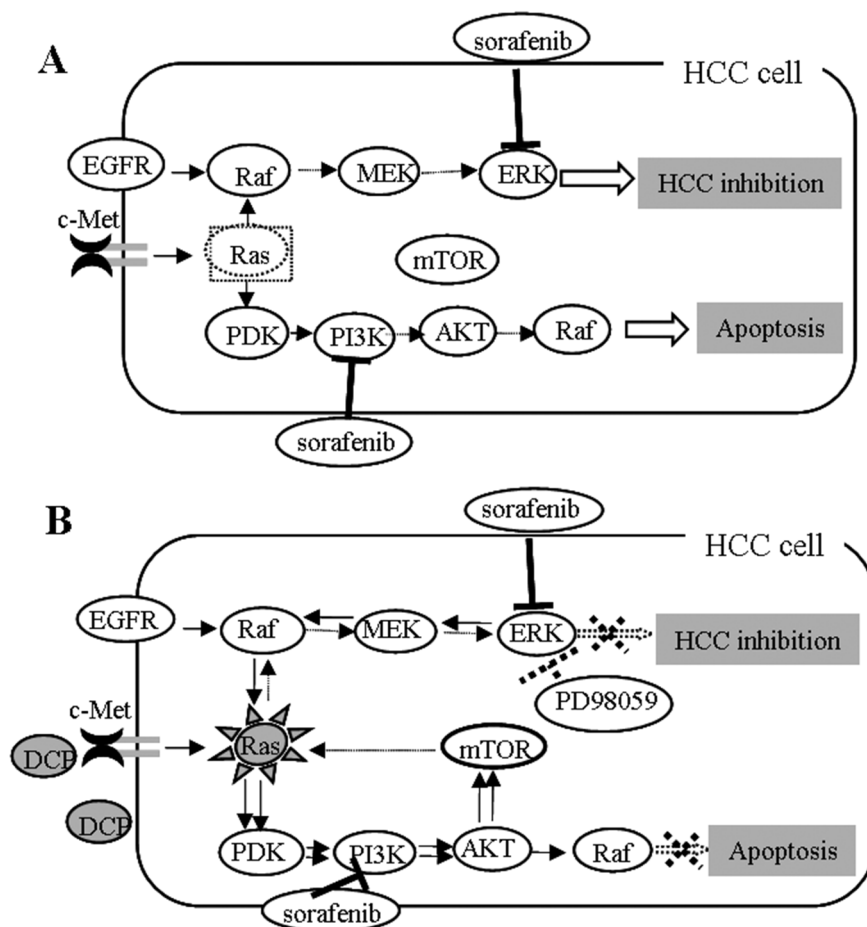 A
sorafenib
HCC cell
EGFR
Raf
MEK
ERK
HCC inhibition
c-Met
Ras
mTOR
PDK
PI3K
AKT
Raf
Apoptosis
sorafenib
B
sorafenib
HCC cell
EGFR
Raf
MEK
ERK
HCC inhibition
PD98059
c-Met
DCP
Ras
mTOR
DCP
PDK
PI3K
AKT
Raf
Apoptosis
sorafenib